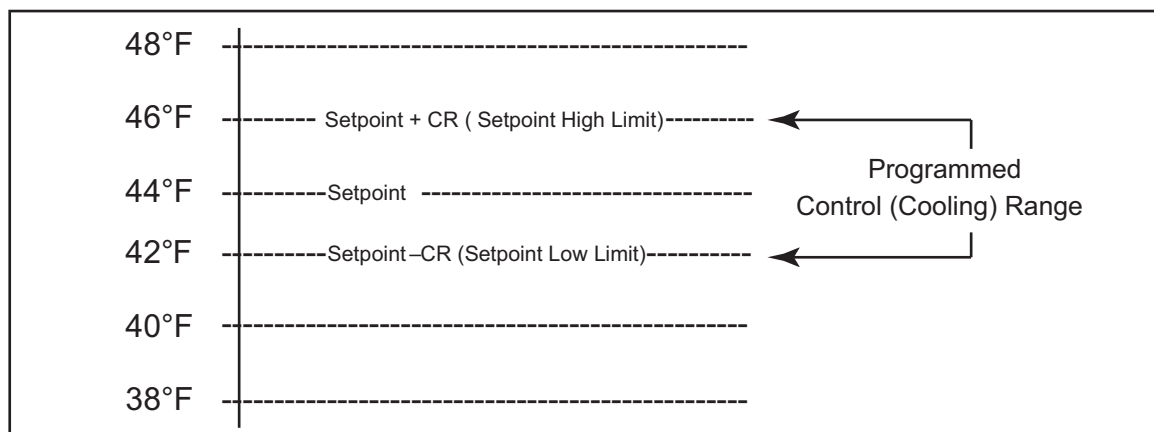 48°F
46°F Setpoint + CR ( Setpoint High Limit)
Programmed
44°F Setpoint
Control (Cooling) Range
42°F Setpoint –CR (Setpoint Low Limit)
40°F
38°F